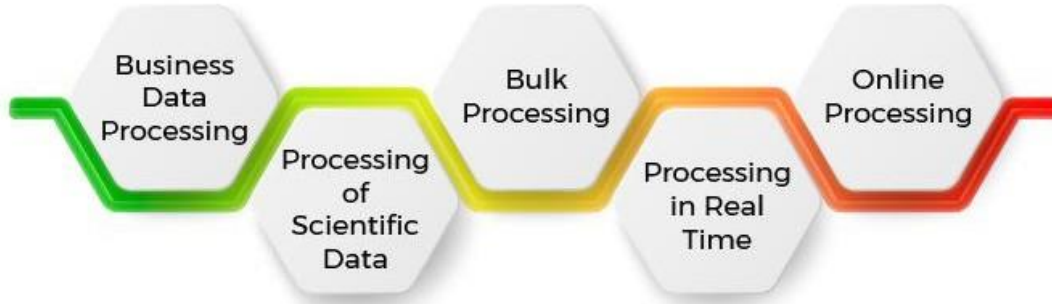 Business
Data
Processing
Processing
of
Scientific
Data
Bulk
Processing
Processing
in Real
Time
Online
Processing